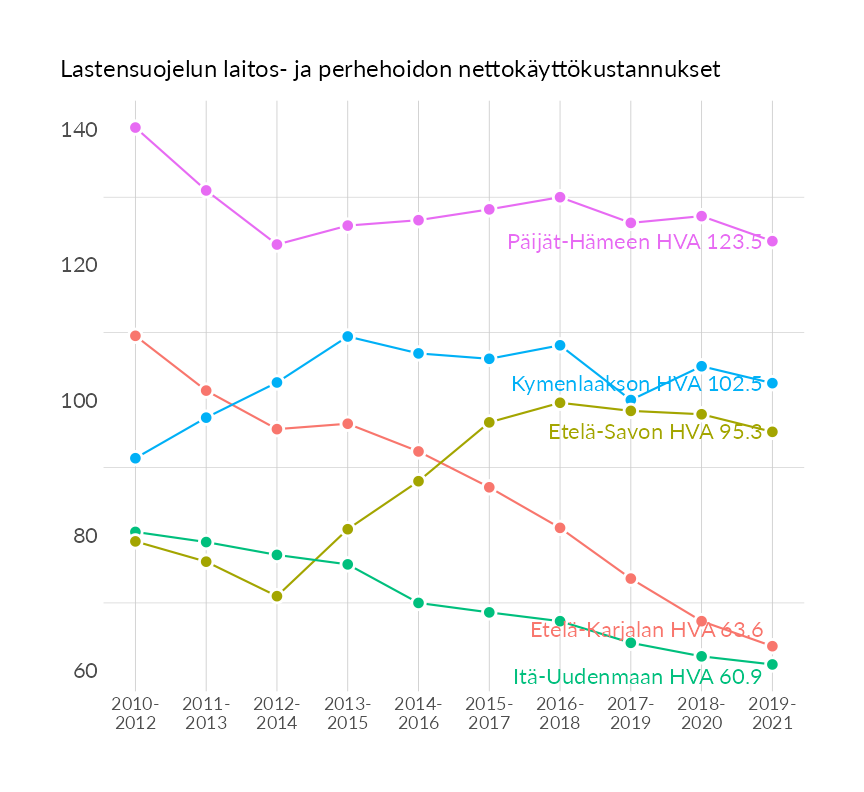 Lastensuojelun laitos- ja perhehoidon nettokäyttökustannukset
140
120
100
80
60
Päijät-Hämeen HVA 123.5
Kymenlaakson HVA 102.5
Etelä-Savon HVA 95.3
Etelä-Karjalan HVA 63.6
Itä-Uudenmaan HVA 60.9
2010- 2011- 2012- 2013- 2014- 2015- 2016- 2017- 2018- 2019-
2012 2013 2014 2015 2016 2017 2018 2019 2020 2021